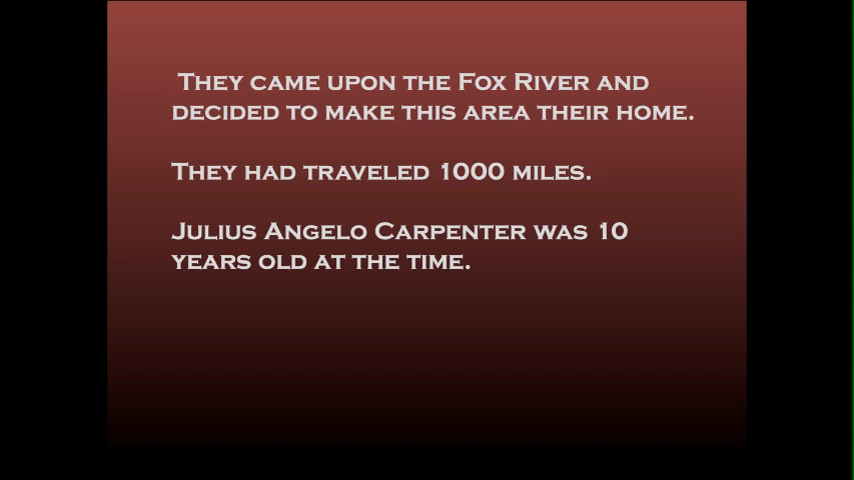 They came upon the Fox River and
decided to make this area their home.
They had traveled 1000 miles.
Julius Angelo Carpenter was 10
years old at the time.